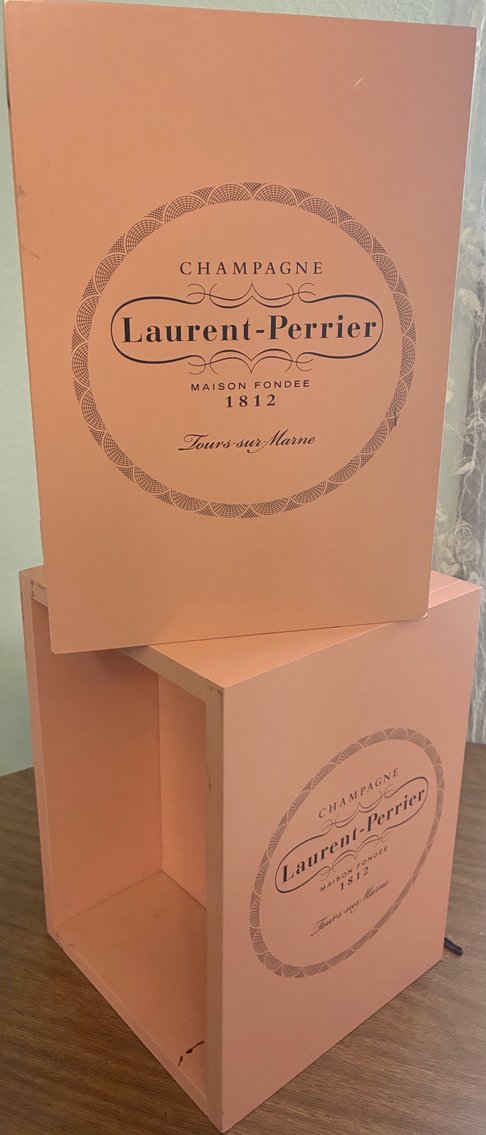 CHAMPAGNE
Laurent-Perrier
MAISON FONDEE
1812
Tours-sur-Marne
CHAMPAGNE
Laurent-Perrier
MAISON FONDEE
1812
Tours-sur-Marne